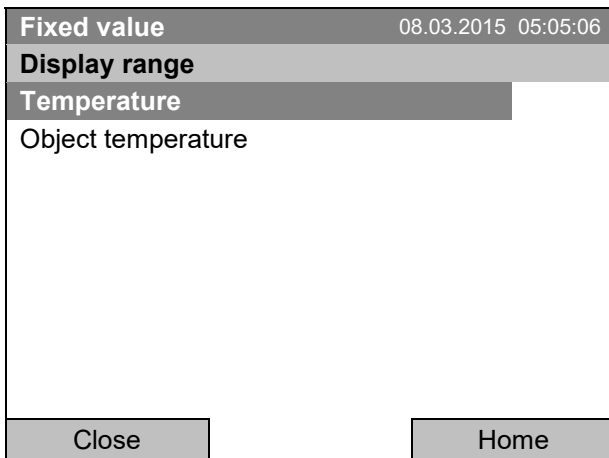 Fixed value 08.03.2015 05:05:06
Display range
Temperature
Object temperature
Close Home